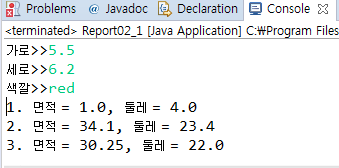 Problems @ Javadoc Declaration Console
<terminated> Report02_1 [Java Application] C:₩Program Files
가로>>5.5
세로>>6.2
색깔>>red
1. 면적 = 1.0, 둘레 = 4.0
2. 면적 = 34.1, 둘레 = 23.4
3. 면적 = 30.25, 둘레 = 22.0